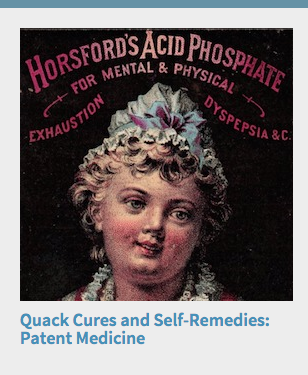 HORSFORD'S ACID PHOSPHATE
FOR MENTAL & PHYSICAL
EXHAUSTION
DYSPEPSIA &C.
Quack Cures and Self-Remedies:
Patent Medicine